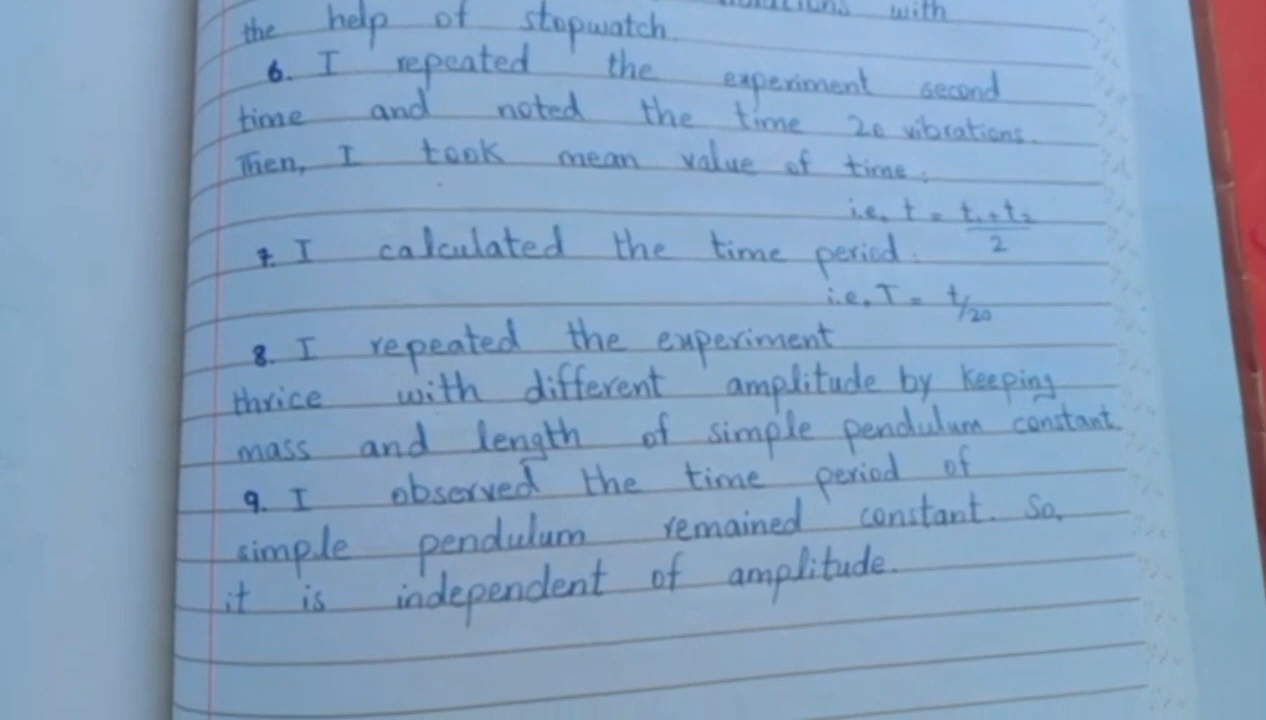 with
the help of stopwatch.
6. I repeated the experiment second
time and noted the time 20 vibrations.
Then, I took mean value of time.
i.e, t = t₁+t₂/2
7. I calculated the time period.
i.e, T = t/20
8. I repeated the experiment
thrice with different amplitude by keeping
mass and length of simple pendulum constant.
9. I observed the time period of
simple pendulum remained constant. So,
it is independent of amplitude.